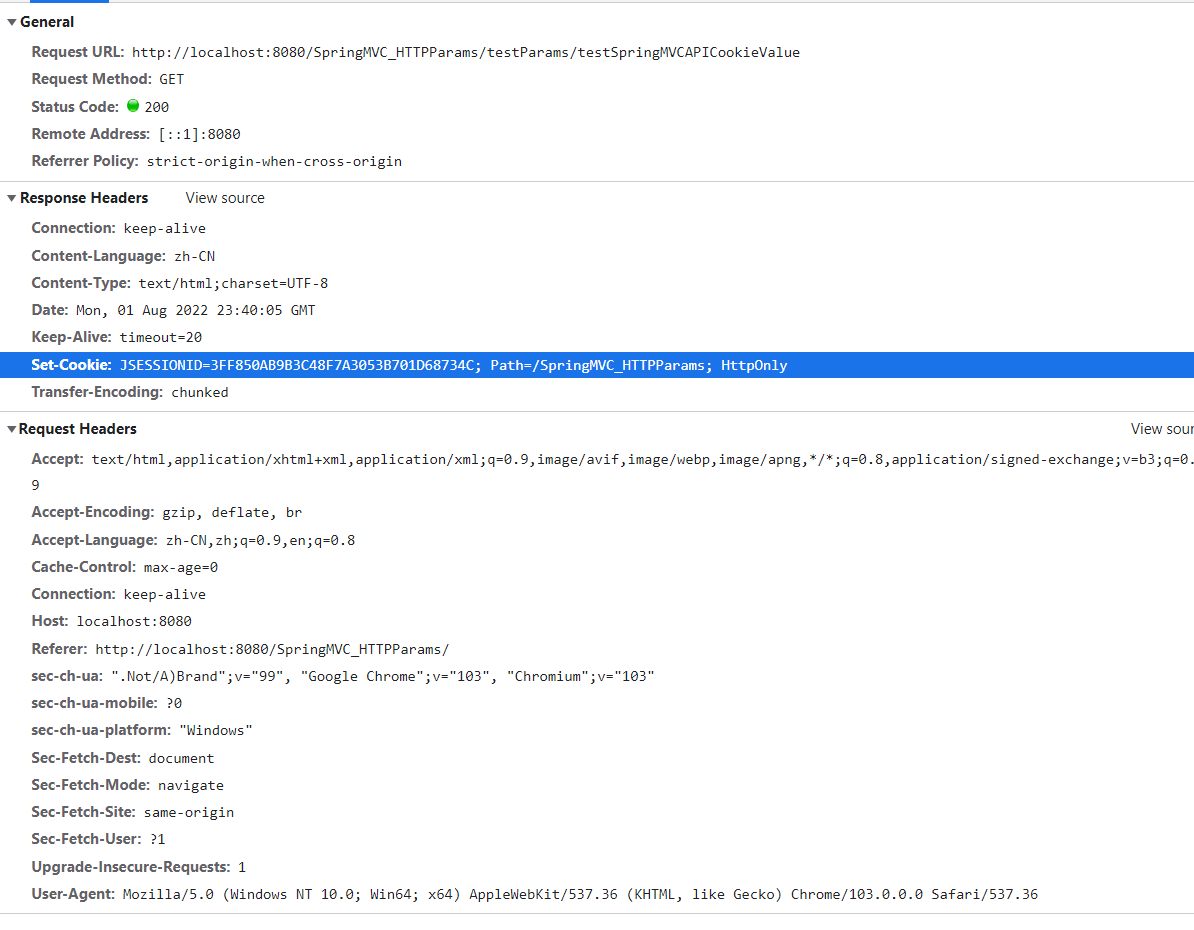 General
Request URL: http://localhost:8080/SpringMVC_HTTPParams/testParams/testSpringMVCAPICookieValue
Request Method: GET
Status Code: 200
Remote Address: [::1]:8080
Referrer Policy: strict-origin-when-cross-origin
Response Headers View source
Connection: keep-alive
Content-Language: zh-CN
Content-Type: text/html;charset=UTF-8
Date: Mon, 01 Aug 2022 23:40:05 GMT
Keep-Alive: timeout=20
Set-Cookie: JSESSIONID=3FF850AB9B3C48F7A3053B701D68734C; Path=/SpringMVC_HTTPParams; HttpOnly
Transfer-Encoding: chunked
Request Headers View sour
Accept: text/html,application/xhtml+xml,application/xml;q=0.9,image/avif,image/webp,image/apng,*/*;q=0.8,application/signed-exchange;v=b3;q=0.
9
Accept-Encoding: gzip, deflate, br
Accept-Language: zh-CN,zh;q=0.9,en;q=0.8
Cache-Control: max-age=0
Connection: keep-alive
Host: localhost:8080
Referer: http://localhost:8080/SpringMVC_HTTPParams/
sec-ch-ua: ".Not/A)Brand";v="99", "Google Chrome";v="103", "Chromium";v="103"
sec-ch-ua-mobile: ?0
sec-ch-ua-platform: "Windows"
Sec-Fetch-Dest: document
Sec-Fetch-Mode: navigate
Sec-Fetch-Site: same-origin
Sec-Fetch-User: ?1
Upgrade-Insecure-Requests: 1
User-Agent: Mozilla/5.0 (Windows NT 10.0; Win64; x64) AppleWebKit/537.36 (KHTML, like Gecko) Chrome/103.0.0.0 Safari/537.36